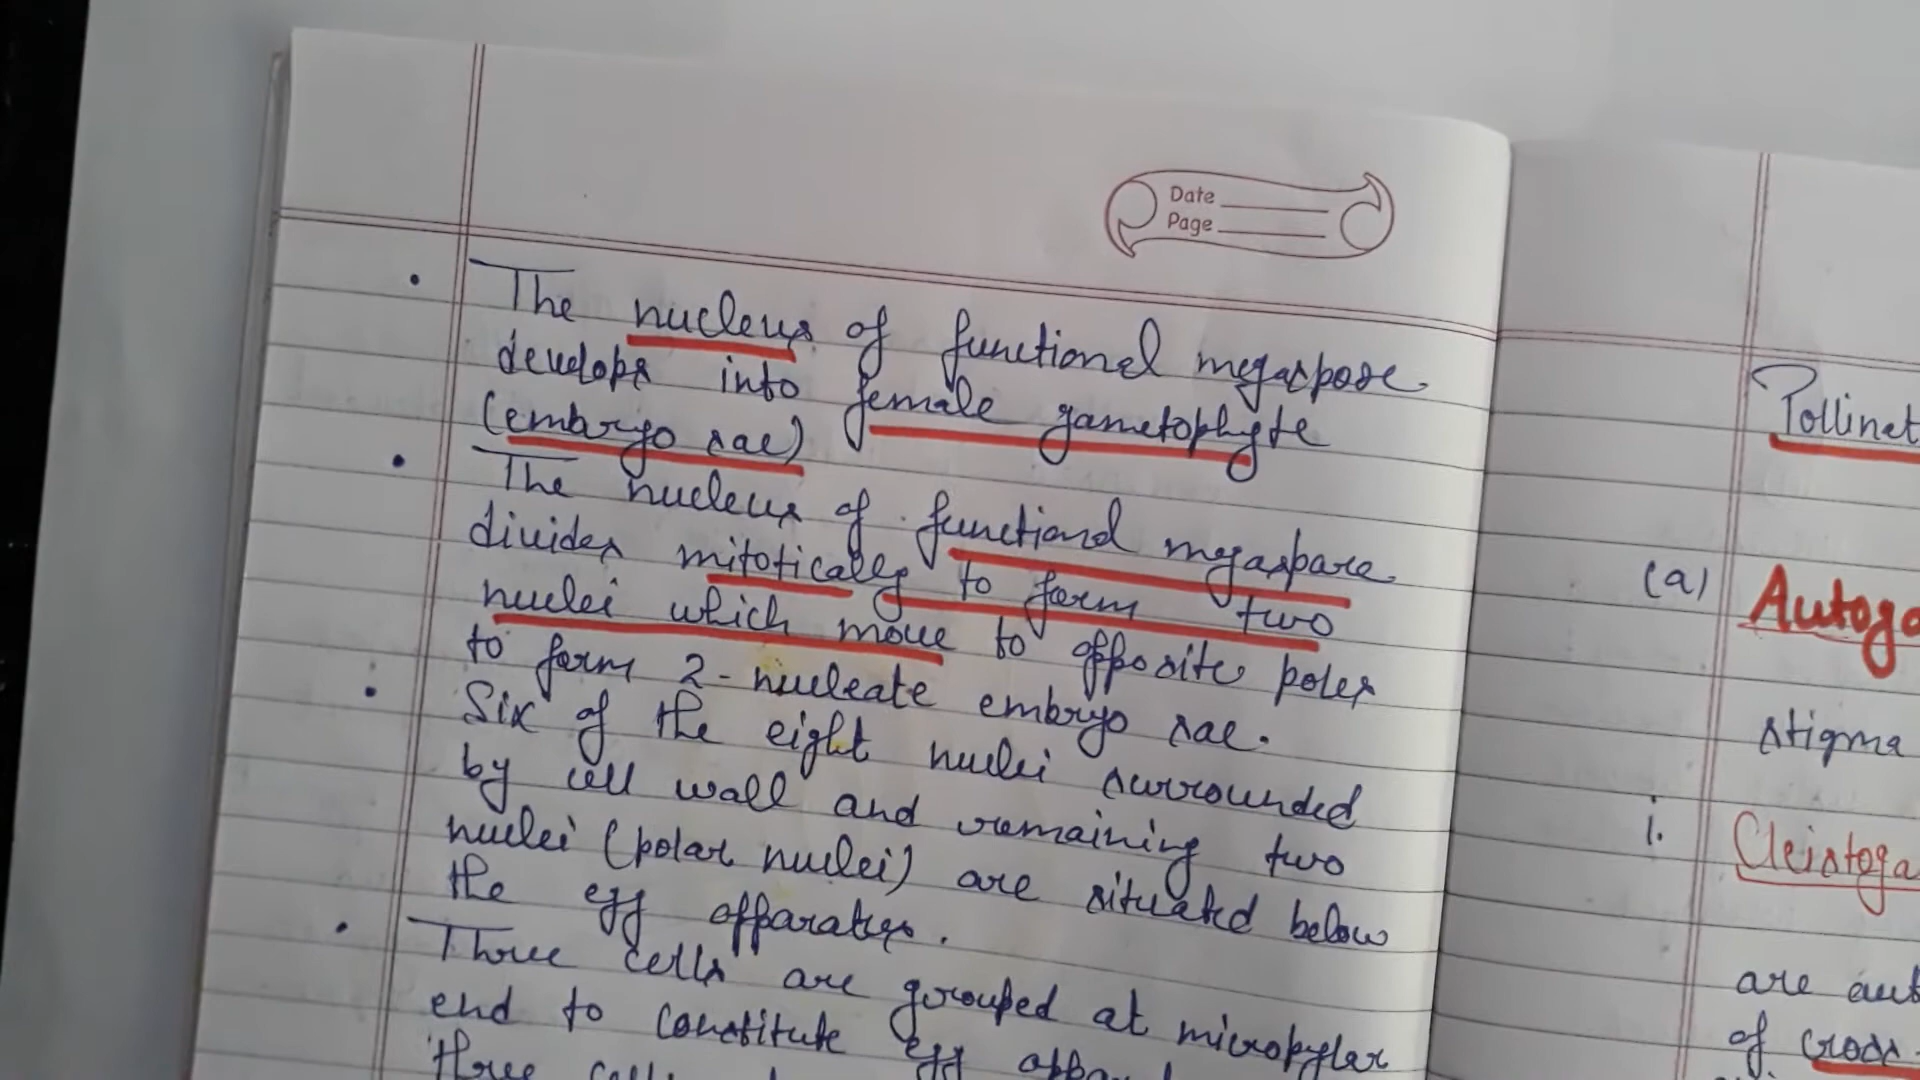 Date
Page
The nucleus of functional megaspore
develops into female gametophyte
(embryo sac)
The nucleus of functional megaspore
divides mitotically to form two
nuclei which move to opposite poles
to form 2-nucleate embryo sac.
Six of the eight nuclei surrounded
by cell wall and remaining two
nuclei (polar nuclei) are situated below
the egg apparatus.
Three cells are grouped at micropylar
end to constitute egg
three
Pollinat
(a) Autoga
stigma
i. Cleistoga
are aut
of cross-